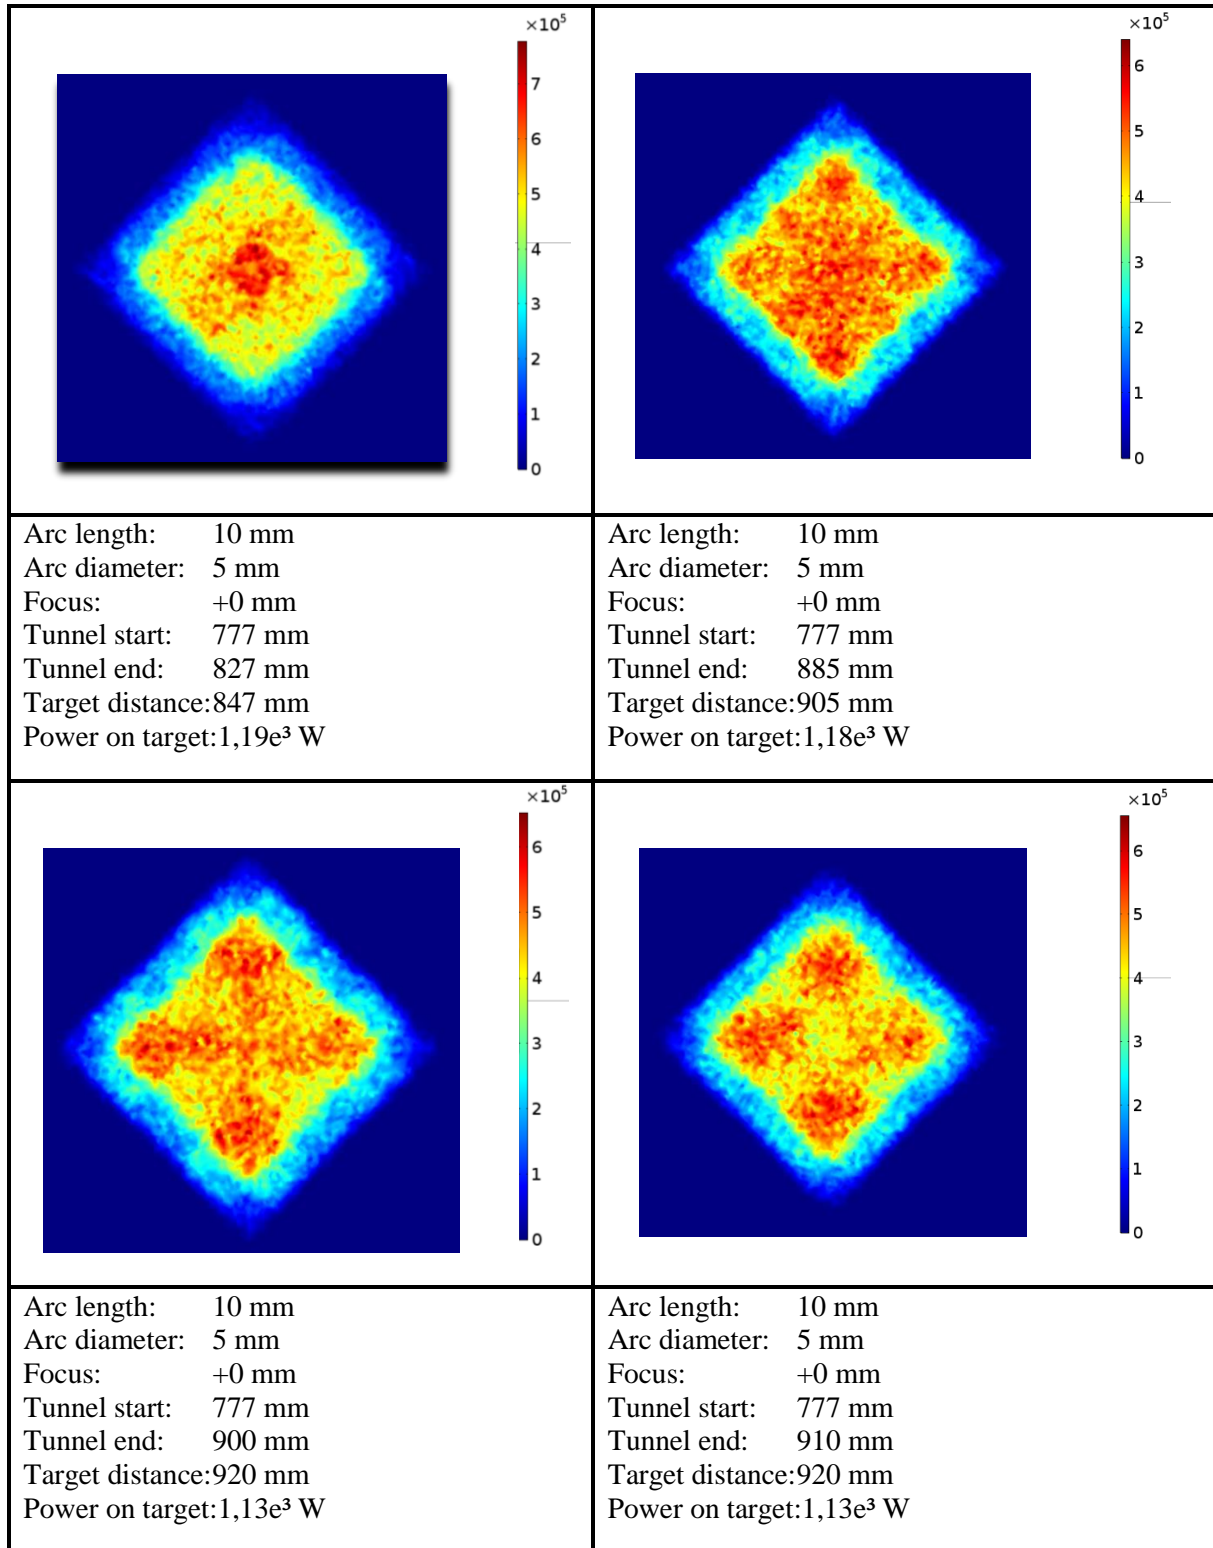 ×10⁵
7
6
5
4
3
2
1
0
×10⁵
6
5
4
3
2
1
0
Arc length: 10 mm
Arc diameter: 5 mm
Focus: +0 mm
Tunnel start: 777 mm
Tunnel end: 827 mm
Target distance:847 mm
Power on target:1,19e³ W
Arc length: 10 mm
Arc diameter: 5 mm
Focus: +0 mm
Tunnel start: 777 mm
Tunnel end: 885 mm
Target distance:905 mm
Power on target:1,18e³ W
×10⁵
6
5
4
3
2
1
0
×10⁵
6
5
4
3
2
1
0
Arc length: 10 mm
Arc diameter: 5 mm
Focus: +0 mm
Tunnel start: 777 mm
Tunnel end: 900 mm
Target distance:920 mm
Power on target:1,13e³ W
Arc length: 10 mm
Arc diameter: 5 mm
Focus: +0 mm
Tunnel start: 777 mm
Tunnel end: 910 mm
Target distance:920 mm
Power on target:1,13e³ W